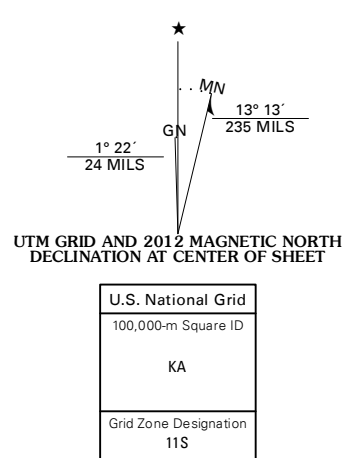 ★
MN
GN
13° 13´
235 MILS
1° 22´
24 MILS
UTM GRID AND 2012 MAGNETIC NORTH
DECLINATION AT CENTER OF SHEET
U.S. National Grid
100,000-m Square ID
KA
Grid Zone Designation
11S